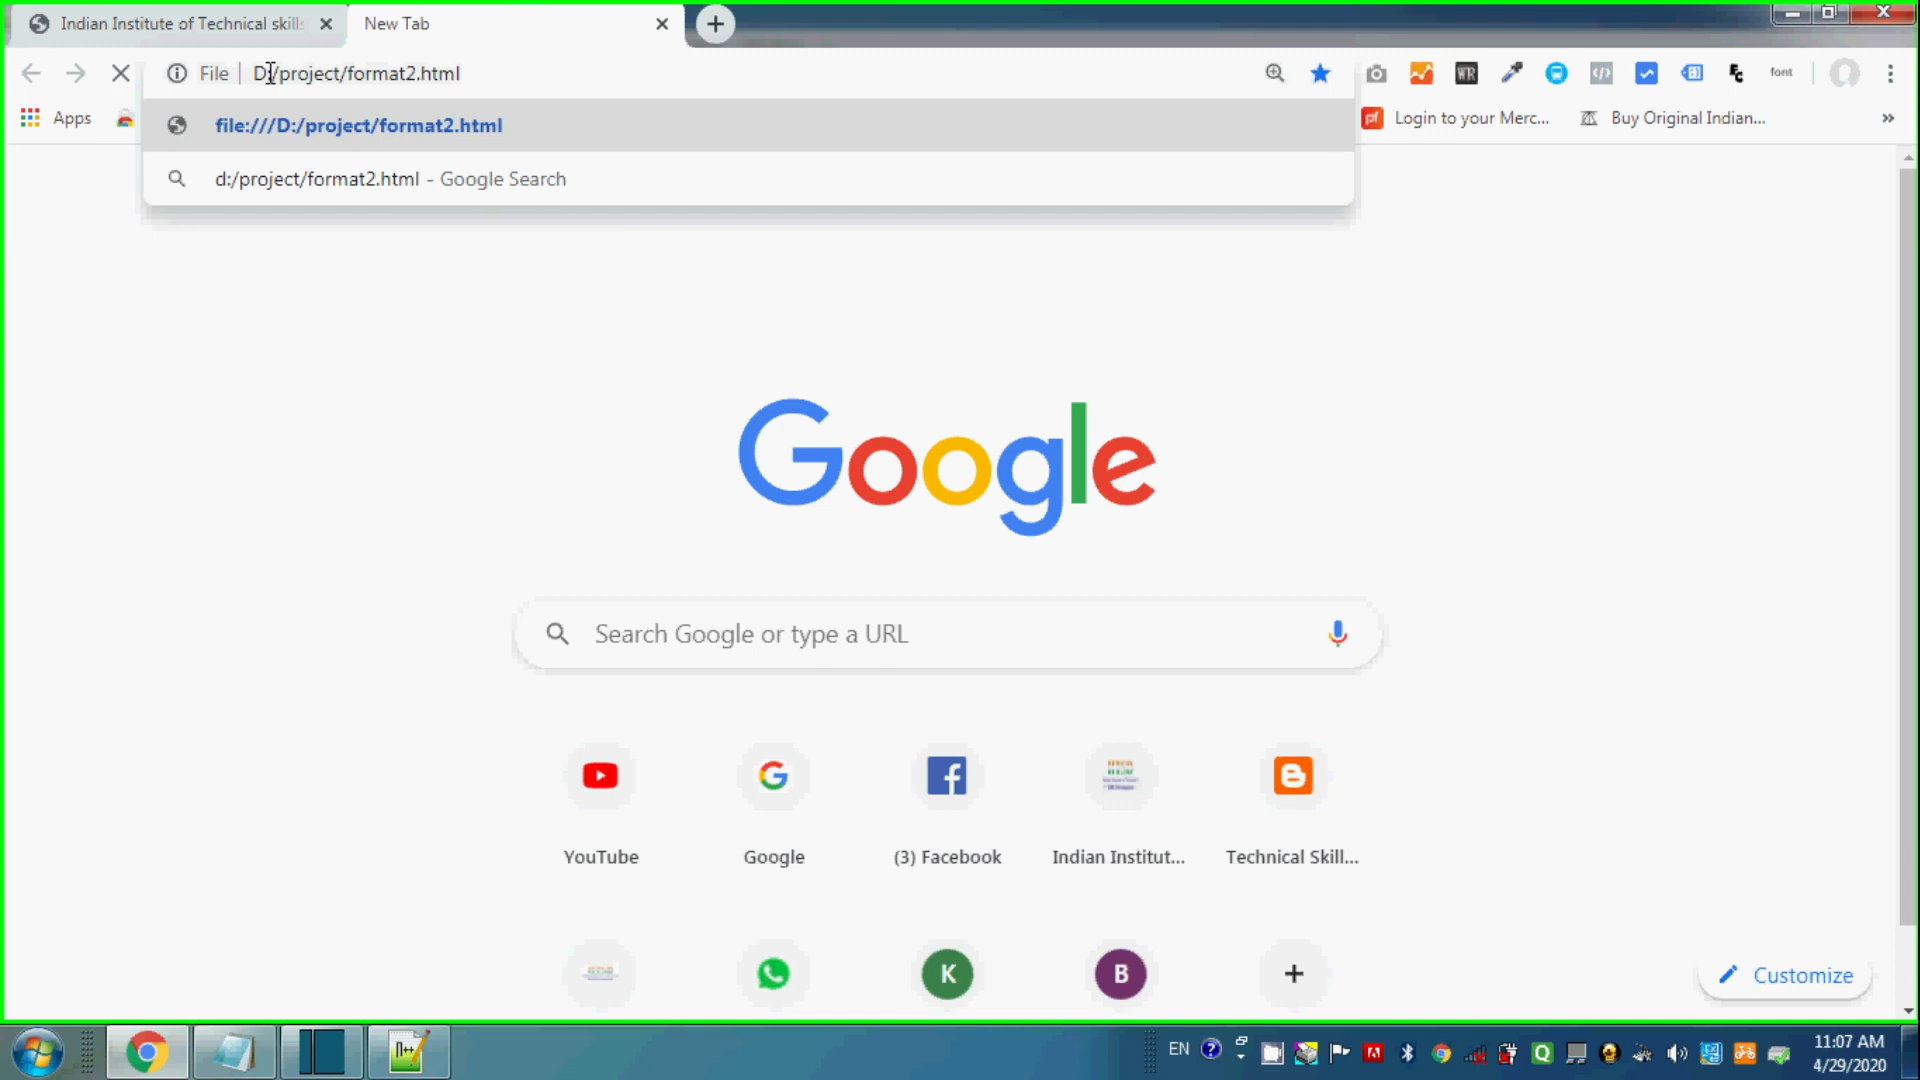 Indian Institute of Technical skills
New Tab
File
D:/project/format2.html
WR
font
file:///D:/project/format2.html
d:/project/format2.html - Google Search
Apps
Login to your Merc...
Buy Original Indian...
»
Google
Search Google or type a URL
YouTube
Google
(3) Facebook
Indian Institut...
Technical Skill...
K
B
Customize
EN
11:07 AM
4/29/2020